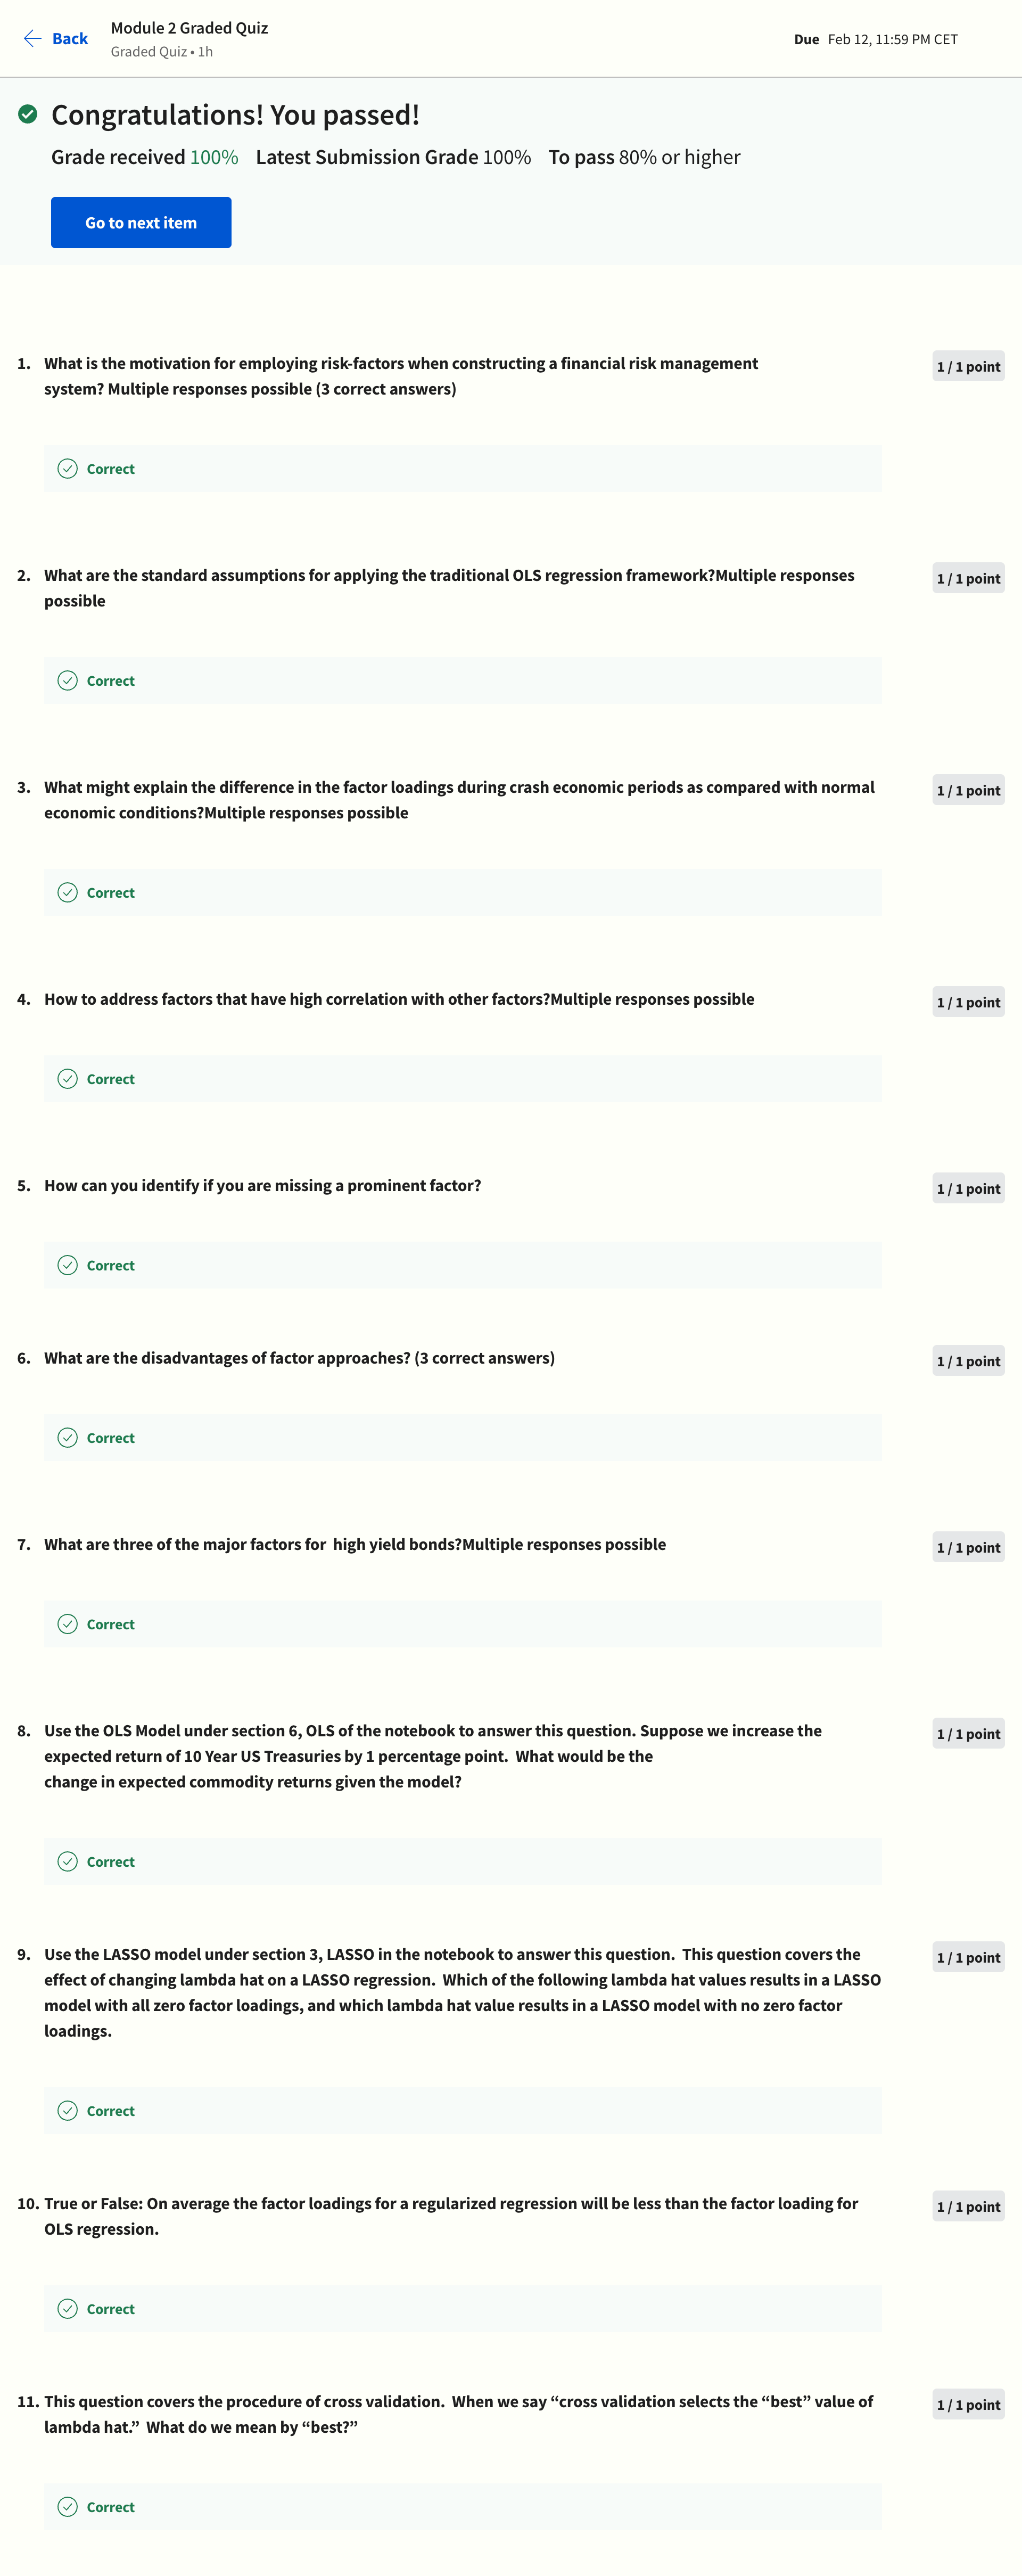 Back
Module 2 Graded Quiz
Graded Quiz • 1h
Due Feb 12, 11:59 PM CET
Congratulations! You passed!
Grade received 100% Latest Submission Grade 100% To pass 80% or higher
Go to next item
1. What is the motivation for employing risk-factors when constructing a financial risk management
system? Multiple responses possible (3 correct answers)
1 / 1 point
Correct
2. What are the standard assumptions for applying the traditional OLS regression framework?Multiple responses
possible
1 / 1 point
Correct
3. What might explain the difference in the factor loadings during crash economic periods as compared with normal
economic conditions?Multiple responses possible
1 / 1 point
Correct
4. How to address factors that have high correlation with other factors?Multiple responses possible
1 / 1 point
Correct
5. How can you identify if you are missing a prominent factor?
1 / 1 point
Correct
6. What are the disadvantages of factor approaches? (3 correct answers)
1 / 1 point
Correct
7. What are three of the major factors for  high yield bonds?Multiple responses possible
1 / 1 point
Correct
8. Use the OLS Model under section 6, OLS of the notebook to answer this question. Suppose we increase the
expected return of 10 Year US Treasuries by 1 percentage point.  What would be the
change in expected commodity returns given the model?
1 / 1 point
Correct
9. Use the LASSO model under section 3, LASSO in the notebook to answer this question.  This question covers the
effect of changing lambda hat on a LASSO regression.  Which of the following lambda hat values results in a LASSO
model with all zero factor loadings, and which lambda hat value results in a LASSO model with no zero factor
loadings.
1 / 1 point
Correct
10. True or False: On average the factor loadings for a regularized regression will be less than the factor loading for
OLS regression.
1 / 1 point
Correct
11. This question covers the procedure of cross validation.  When we say “cross validation selects the “best” value of
lambda hat.”  What do we mean by “best?”
1 / 1 point
Correct